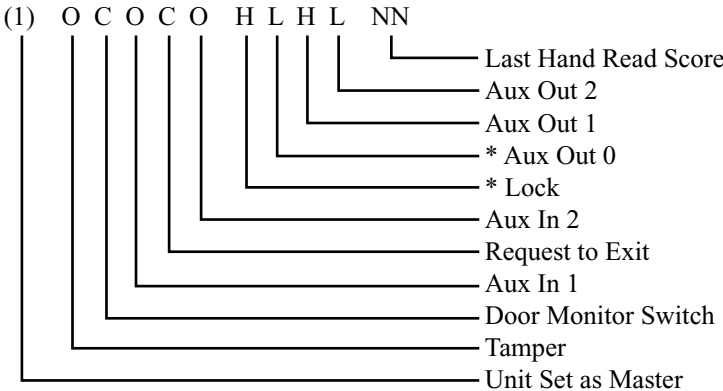 (1) O C O C O H L H L NN
Last Hand Read Score
Aux Out 2
Aux Out 1
* Aux Out 0
* Lock
Aux In 2
Request to Exit
Aux In 1
Door Monitor Switch
Tamper
Unit Set as Master